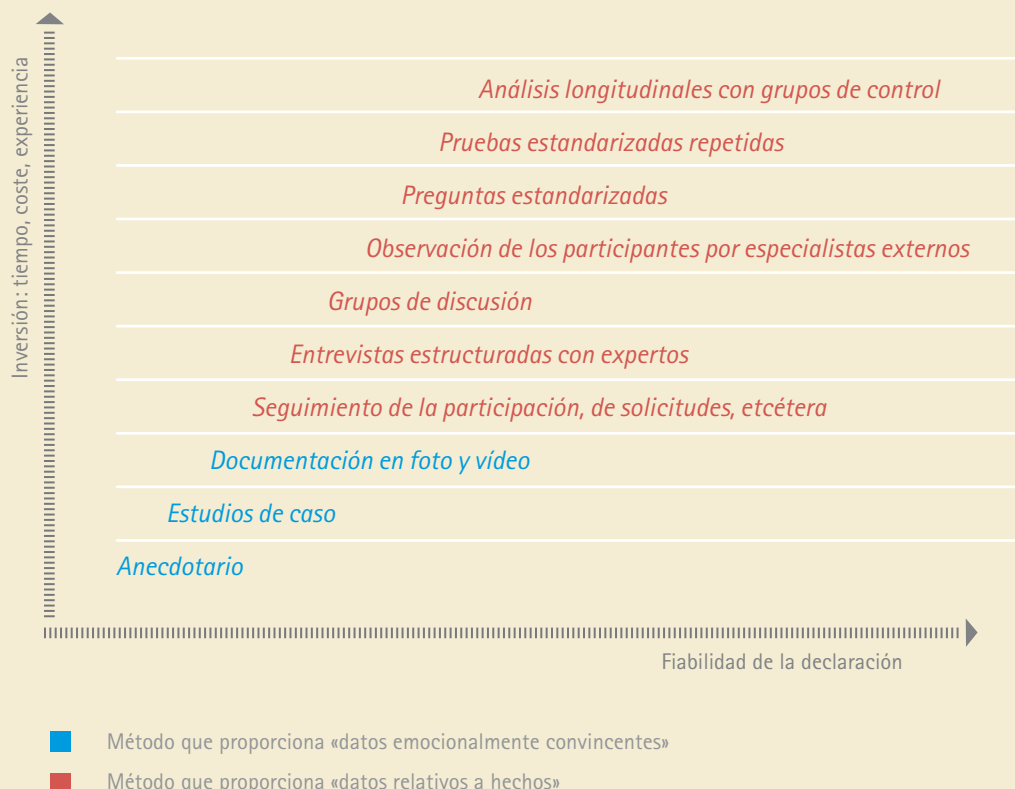 Inversión: tiempo, coste, experiencia
Análisis longitudinales con grupos de control
Pruebas estandarizadas repetidas
Preguntas estandarizadas
Observación de los participantes por especialistas externos
Grupos de discusión
Entrevistas estructuradas con expertos
Seguimiento de la participación, de solicitudes, etcétera
Documentación en foto y vídeo
Estudios de caso
Anecdotario
Fiabilidad de la declaración
Método que proporciona «datos emocionalmente convincentes»
Método que proporciona «datos relativos a hechos»